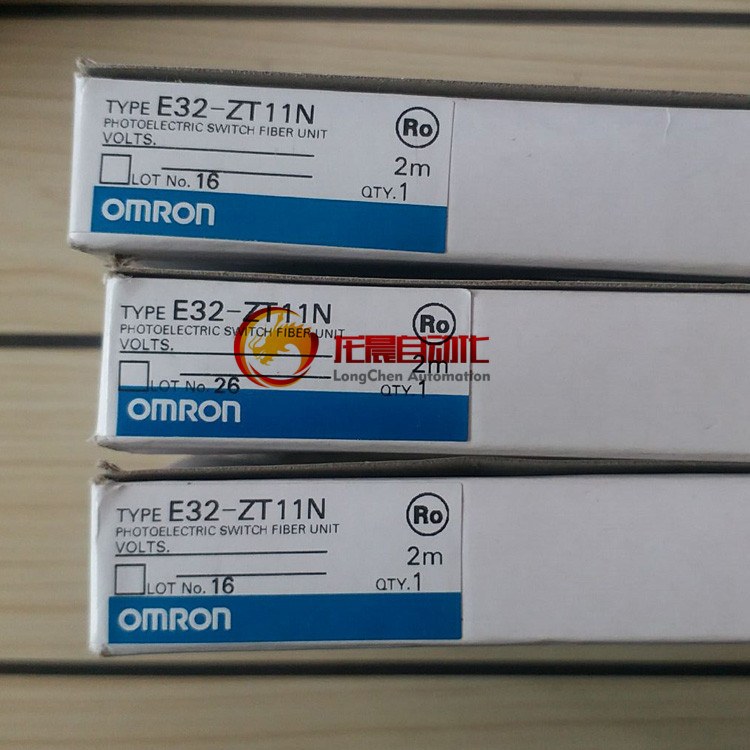 TYPE E32-ZT11N
PHOTOELECTRIC SWITCH FIBER UNIT
VOLTS.
Ro
2m
LOT No. 16
QTY.1
OMRON
TYPE E32-ZT11N
PHOTOELECTRIC SWITCH FIBER UNIT
VOLTS.
Ro
2m
LOT No. 26
QTY.1
OMRON
龙晨自动化
LongChen Automation
TYPE E32-ZT11N
PHOTOELECTRIC SWITCH FIBER UNIT
VOLTS.
Ro
2m
LOT No. 16
QTY.1
OMRON